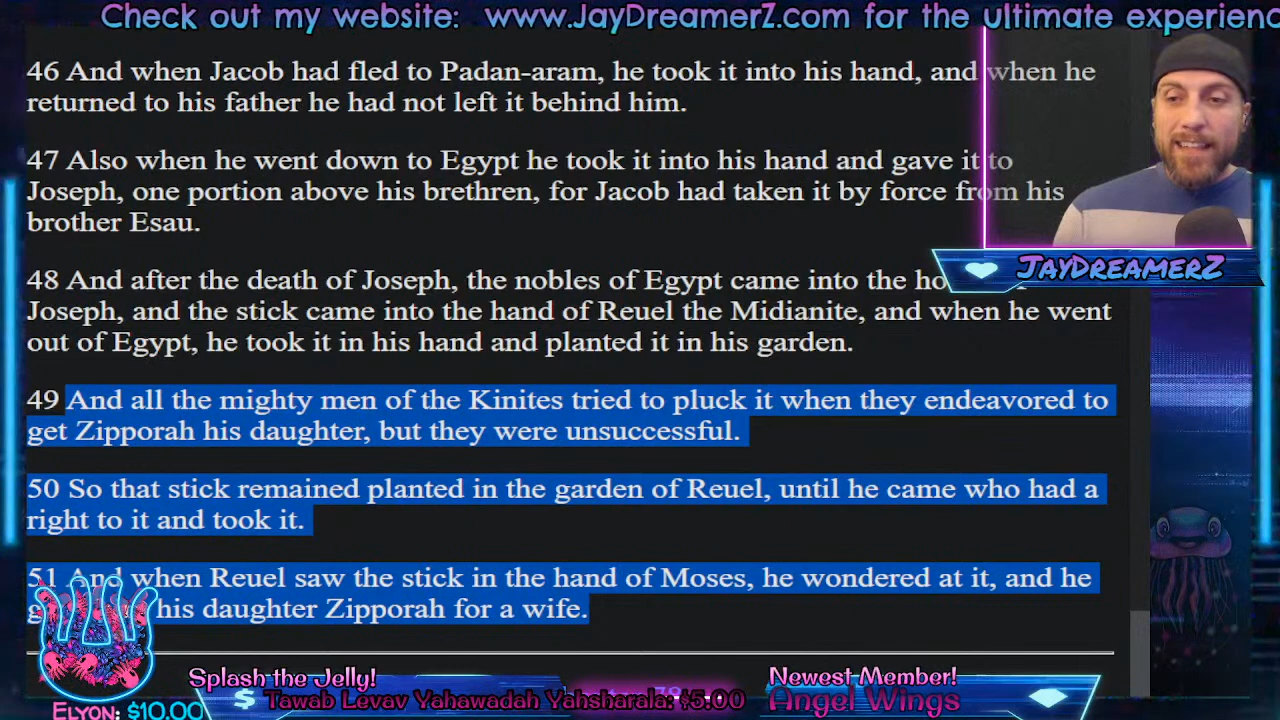 Check out my website: www.JayDreamerZ.com for the ultimate experienc
46 And when Jacob had fled to Padan-aram, he took it into his hand, and when he
returned to his father he had not left it behind him.
47 Also when he went down to Egypt he took it into his hand and gave it to
Joseph, one portion above his brethren, for Jacob had taken it by force from his
brother Esau.
JayDreamerZ
48 And after the death of Joseph, the nobles of Egypt came into the ho
Joseph, and the stick came into the hand of Reuel the Midianite, and when he went
out of Egypt, he took it in his hand and planted it in his garden.
49 And all the mighty men of the Kinites tried to pluck it when they endeavored to
get Zipporah his daughter, but they were unsuccessful.
50 So that stick remained planted in the garden of Reuel, until he came who had a
right to it and took it.
51 And when Reuel saw the stick in the hand of Moses, he wondered at it, and he
g his daughter Zipporah for a wife.
Splash the Jelly!
$ Tawab Levav Yahawadah Yahsharala: $5.00
Newest Member!
Angel Wings
Elyon: $10.00